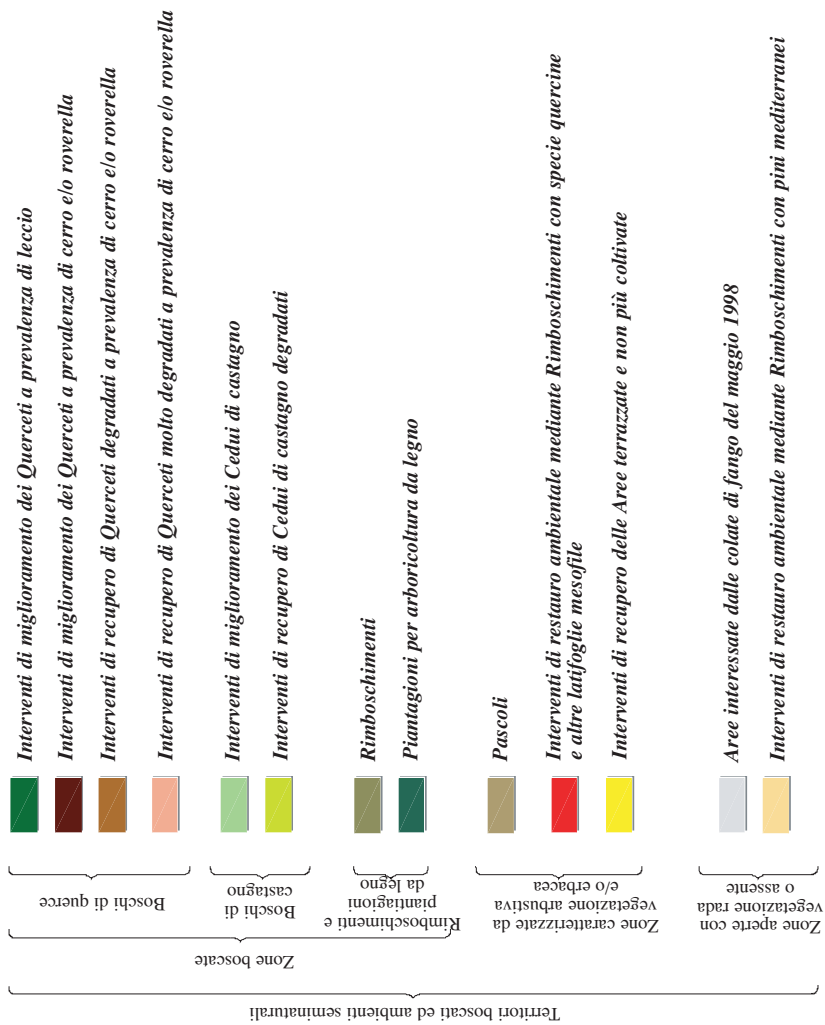 Territori boscati ed ambienti seminaturali
Zone boscate
Boschi di querce
Interventi di miglioramento dei Querceti a prevalenza di leccio
Interventi di miglioramento dei Querceti a prevalenza di cerro e/o roverella
Interventi di recupero di Querceti degradati a prevalenza di cerro e/o roverella
Interventi di recupero di Querceti molto degradati a prevalenza di cerro e/o roverella
Boschi di
castagno
Interventi di miglioramento dei Cedui di castagno
Interventi di recupero di Cedui di castagno degradati
Rimboschimenti e
piantagioni
da legno
Rimboschimenti
Piantagioni per arboricoltura da legno
Zone caratterizzate da
vegetazione arbustiva
e/o erbacea
Pascoli
Interventi di restauro ambientale mediante Rimboschimenti con specie quercine
e altre latifoglie mesofile
Interventi di recupero delle Aree terrazzate e non più coltivate
Zone aperte con
vegetazione rada
o assente
Aree interessate dalle colate di fango del maggio 1998
Interventi di restauro ambientale mediante Rimboschimenti con pini mediterranei